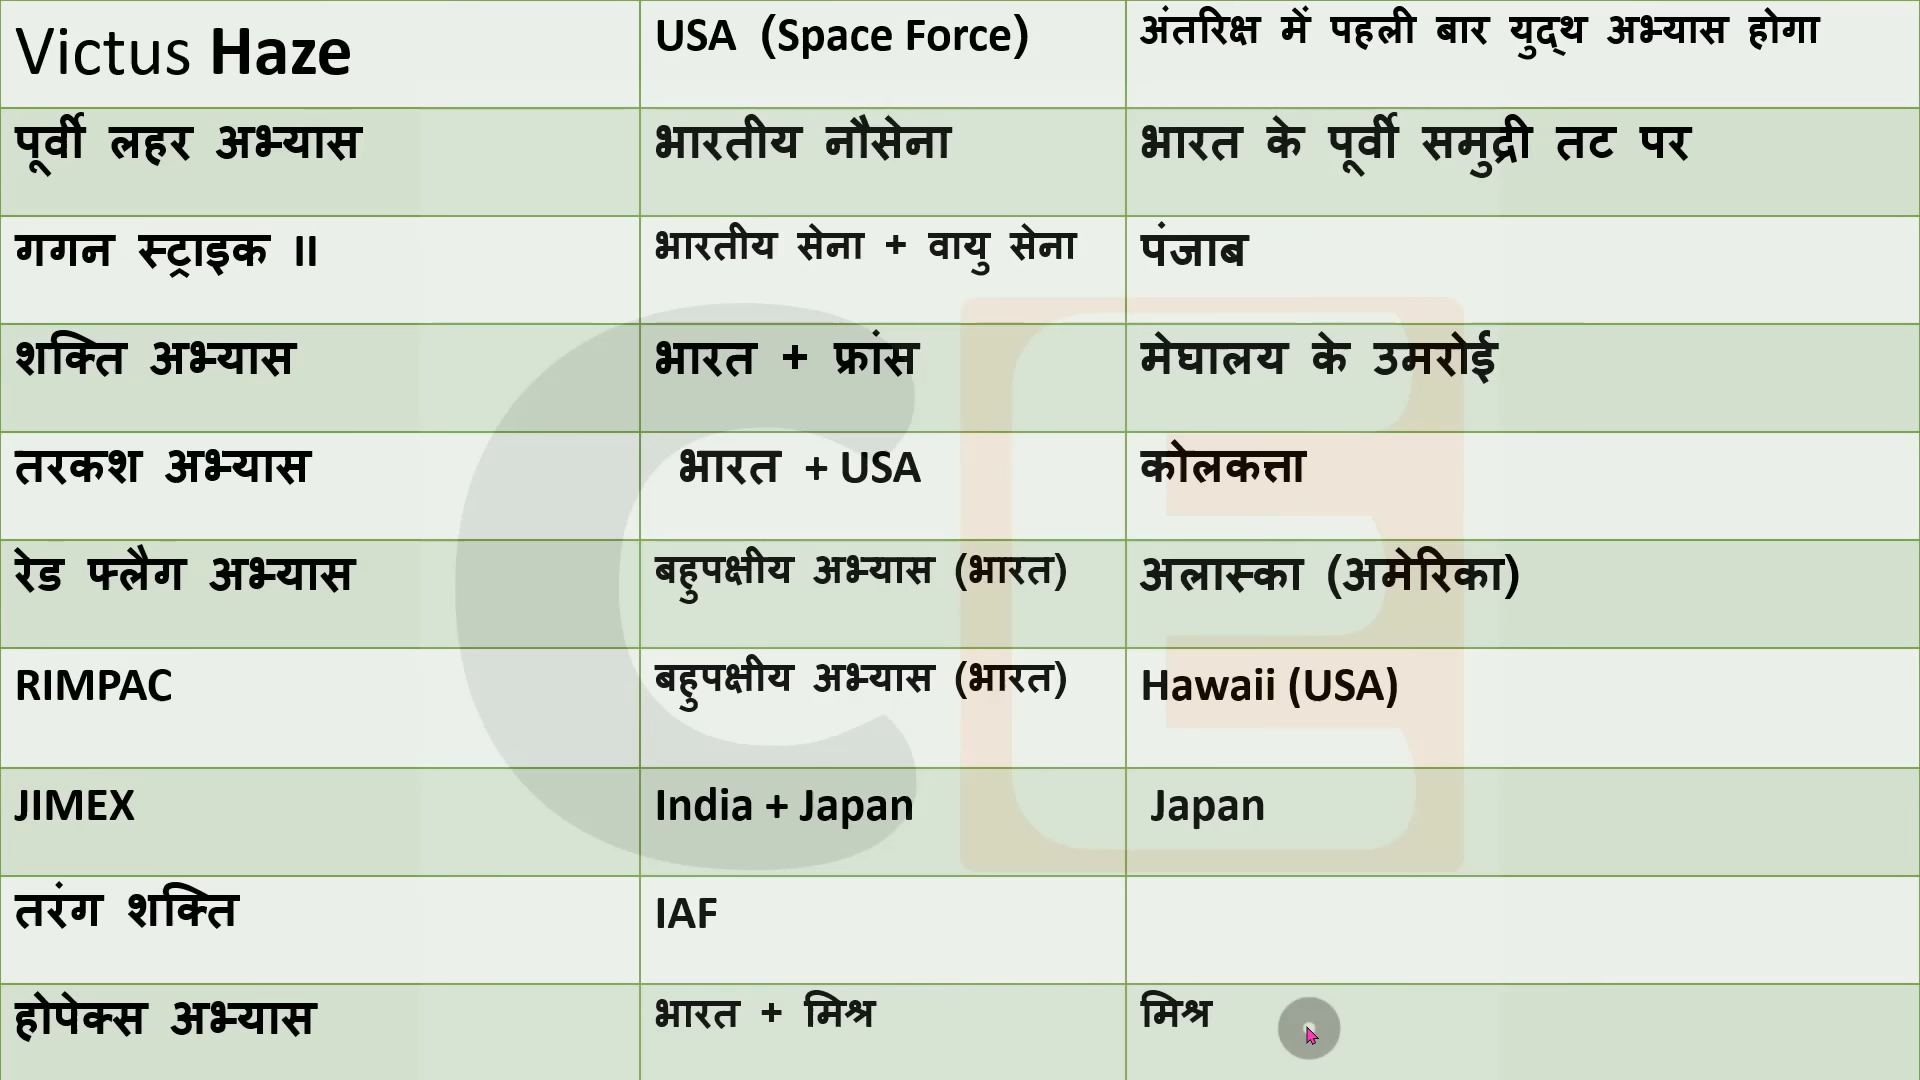 Victus Haze
USA (Space Force)
अंतरिक्ष में पहली बार युद्ध अभ्यास होगा
पूर्वी लहर अभ्यास
भारतीय नौसेना
भारत के पूर्वी समुद्री तट पर
गगन स्ट्राइक II
भारतीय सेना + वायु सेना
पंजाब
शक्ति अभ्यास
भारत + फ्रांस
मेघालय के उमरोई
तरकश अभ्यास
भारत + USA
कोलकत्ता
रेड फ्लैग अभ्यास
बहुपक्षीय अभ्यास (भारत)
अलास्का (अमेरिका)
RIMPAC
बहुपक्षीय अभ्यास (भारत)
Hawaii (USA)
JIMEX
India + Japan
Japan
तरंग शक्ति
IAF
होपेक्स अभ्यास
भारत + मिश्र
मिश्र
CE